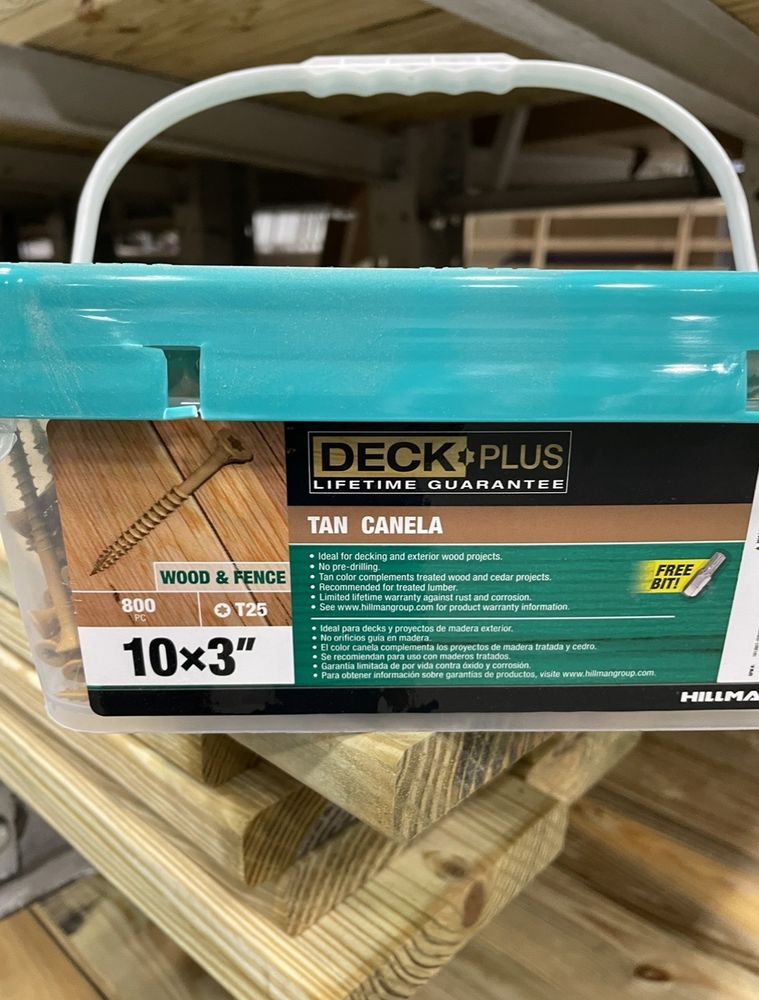 DECK PLUS
LIFETIME GUARANTEE
TAN CANELA
• Ideal for decking and exterior wood projects.
• No pre-drilling.
• Tan color complements treated wood and cedar projects.
• Recommended for treated lumber.
• Limited lifetime warranty against rust and corrosion.
• See www.hillmangroup.com for product warranty information.
• Ideal para decks y proyectos de madera exterior.
• No orificios guía en madera.
• El color canela complementa los proyectos de madera tratada y cedro.
• Se recomiendan para uso con maderos tratados.
• Garantía limitada de por vida contra óxido y corrosión.
• Para obtener información sobre garantías de productos, visite www.hillmangroup.com.
FREE
BIT!
WOOD & FENCE
800
PC
T25
10×3"
HILLMA